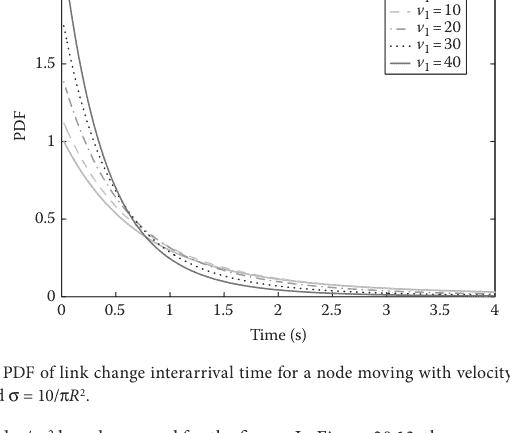 ν1 = 10
ν1 = 20
ν1 = 30
ν1 = 40
1.5
1
0.5
0
PDF
0 0.5 1 1.5 2 2.5 3 3.5 4
Time (s)
PDF of link change interarrival time for a node moving with velocity
σ = 10/πR².